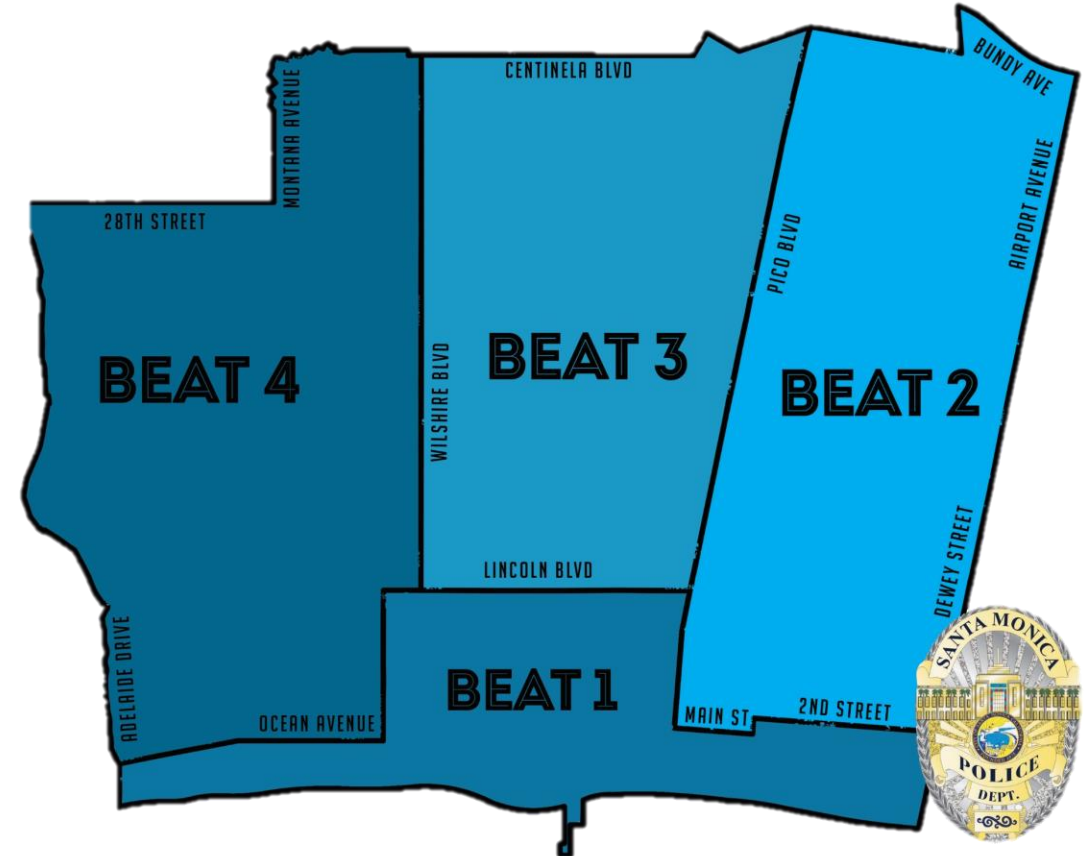 CENTINELA BLVD
BUNDY AVE
MONTANA AVENUE
28TH STREET
AIRPORT AVENUE
PICO BLVD
BEAT 4
BEAT 3
BEAT 2
WILSHIRE BLVD
LINCOLN BLVD
DEWEY STREET
ADELAIDE DRIVE
BEAT 1
OCEAN AVENUE
MAIN ST
2ND STREET
SANTA MONICA
POLICE
DEPT.